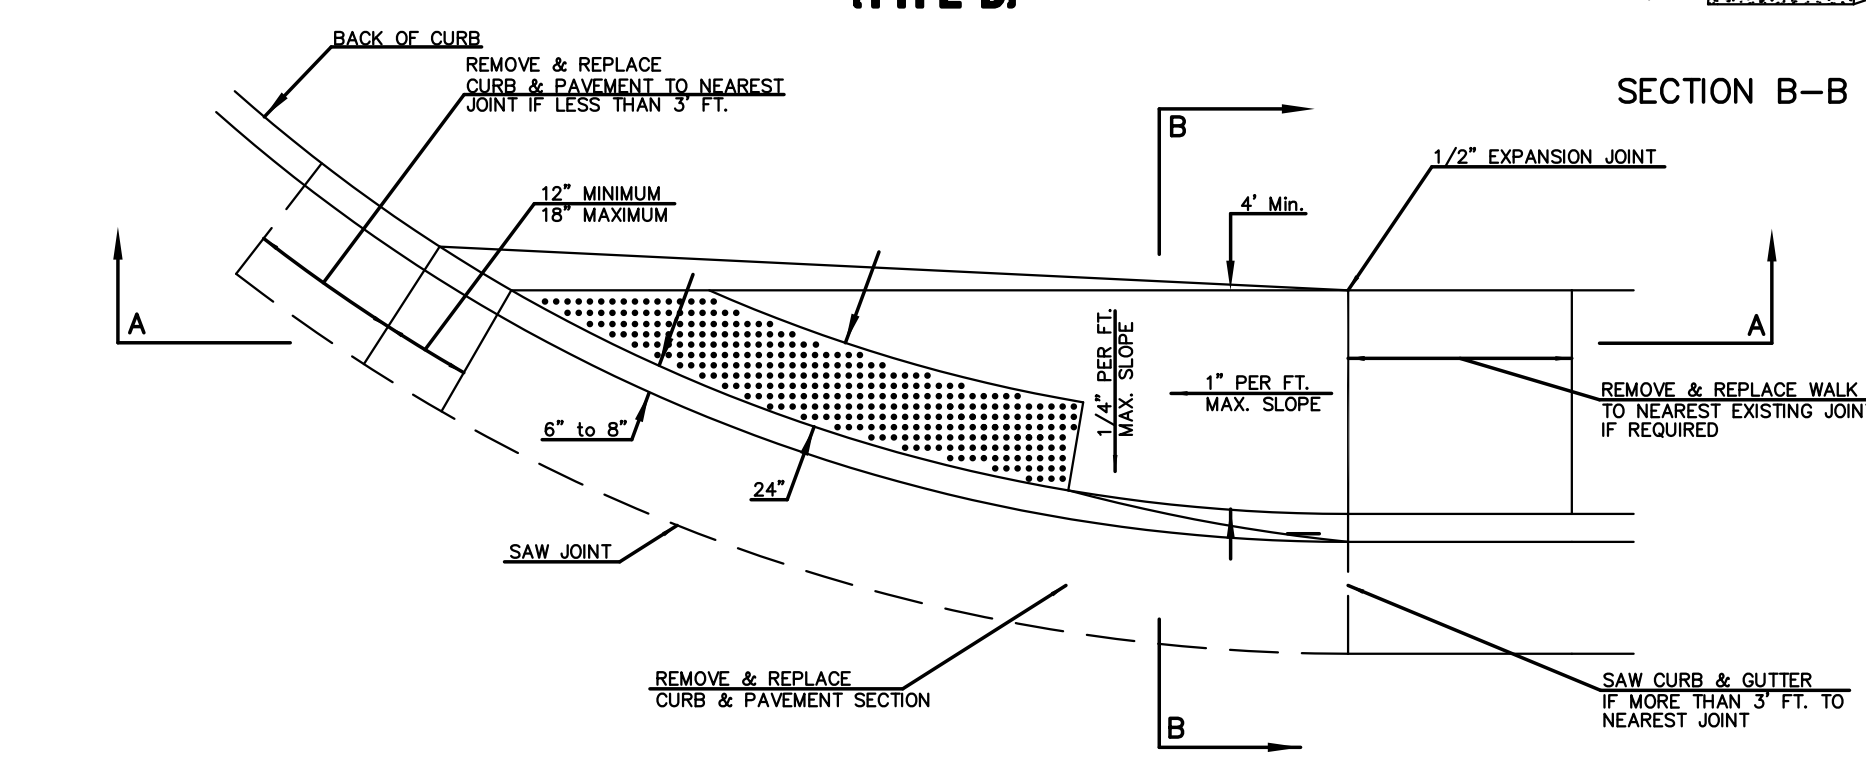 (TYPE B)
BACK OF CURB
REMOVE & REPLACE
CURB & PAVEMENT TO NEAREST
JOINT IF LESS THAN 3' FT.
SECTION B-B
B
1/2" EXPANSION JOINT
12" MINIMUM
18" MAXIMUM
4' Min.
A
A
1/4" PER FT.
MAX. SLOPE
1" PER FT.
MAX. SLOPE
REMOVE & REPLACE WALK
TO NEAREST EXISTING JOINT
IF REQUIRED
6" to 8"
24"
SAW JOINT
REMOVE & REPLACE
CURB & PAVEMENT SECTION
SAW CURB & GUTTER
IF MORE THAN 3' FT. TO
NEAREST JOINT
B